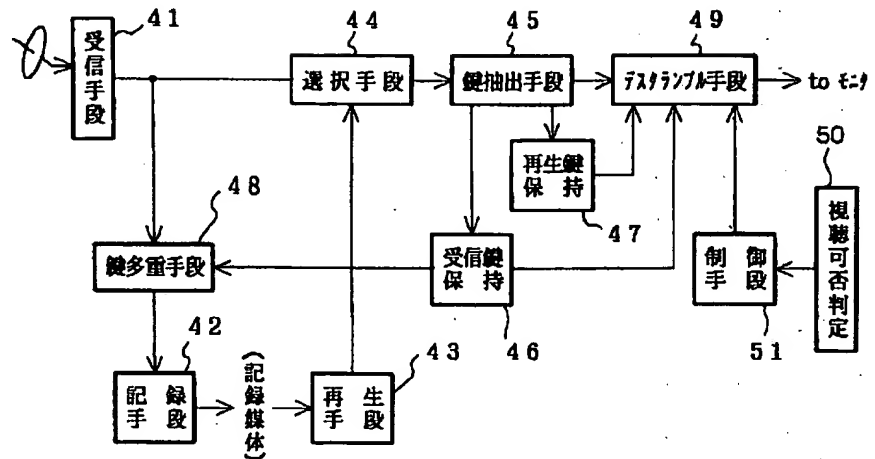 41
受信手段
44
選択手段
45
鍵抽出手段
49
デスクランブル手段
to モニタ
再生鍵
保持
47
50
視聴可否判定
48
鍵多重手段
受信鍵
保持
46
制御
手段
51
42
記録
手段
(記録媒体)
再生
手段
43